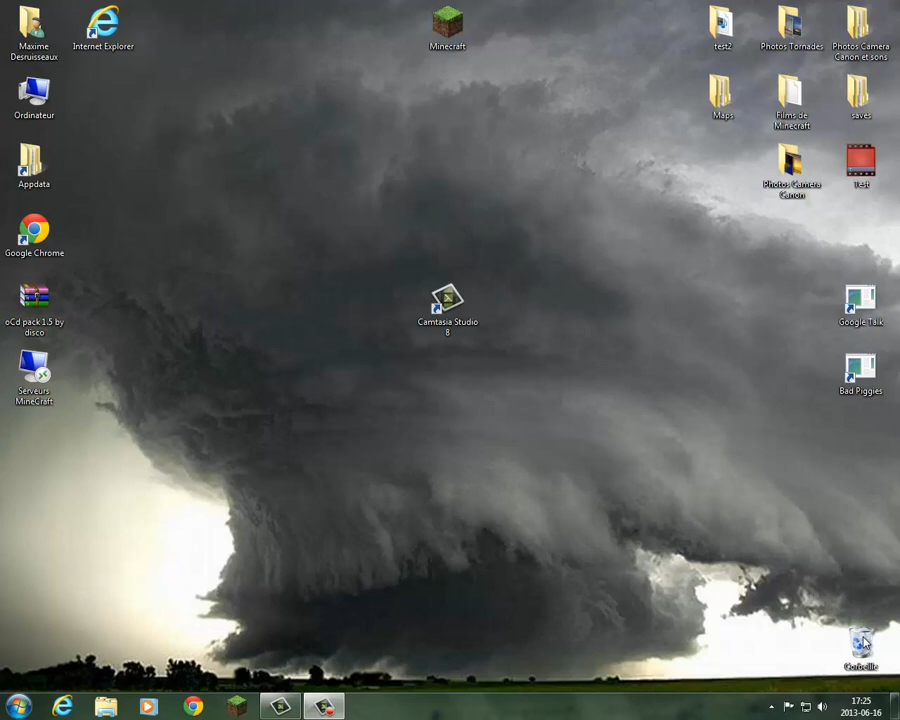 Maxime
Desruisseaux
Internet Explorer
Minecraft
test2
Photos Tornades
Photos Camera
Canon et sons
Ordinateur
Maps
Films de
Minecraft
saves
Appdata
Photos Camera
Canon
Test
Google Chrome
oCd pack 1.5 by
disco
Camtasia Studio
8
Google Talk
Serveurs
MineCraft
Bad Piggies
Corbeille
17:25
2013-06-16